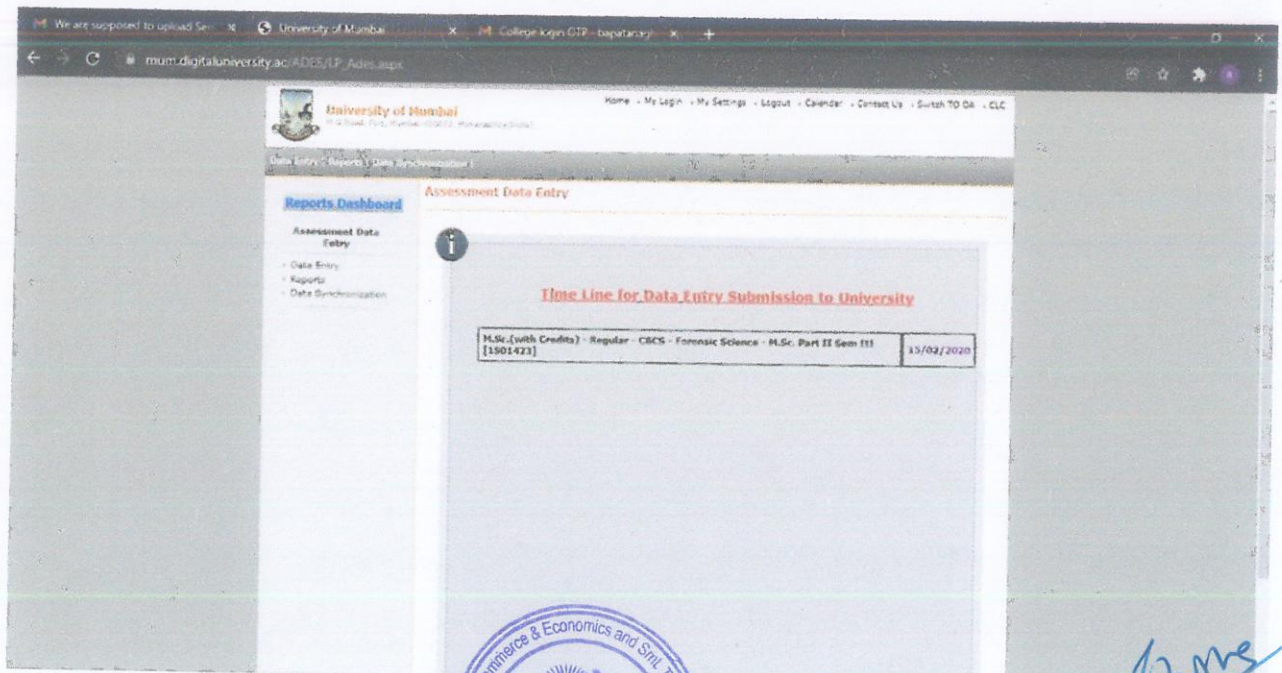 We are supposed to upload Se
University of Mumbai
College login OTP - bapatanagh
mum.digitaluniversity.ac/ADES/LP_Ades.aspx
University of Mumbai
Home - My Login - My Settings - Logout - Calendar - Contact Us - Switch TO OA - CLC
Data Entry | Reports | Data Synchronization |
Reports Dashboard
Assessment Data Entry
Assessment Data
Entry
Data Entry
Reports
Data Synchronization
i
Time Line for Data Entry Submission to University
M.Sc.(with Credits) - Regular - CBCS - Forensic Science - M.Sc. Part II Sem III
[1501423]
15/02/2020
mmerce & Economics and Smt. T